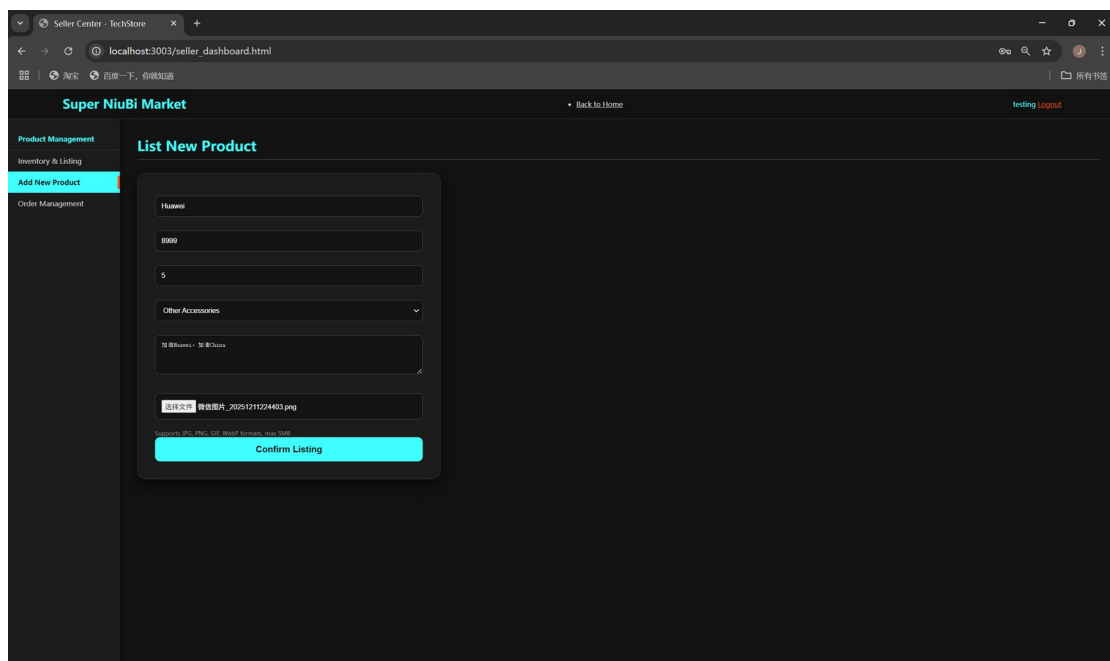 Seller Center - TechStore
localhost:3003/seller_dashboard.html
J
淘宝 百度一下，你就知道 所有书签
Super NiuBi Market Back to Home testing Logout
Product Management
Inventory & Listing
Add New Product
Order Management
List New Product
Huawei
8999
5
Other Accessories
加油Huawei，加油China
选择文件 微信图片_20251211224403.png
Supports JPG, PNG, GIF, WebP formats, max 5MB
Confirm Listing